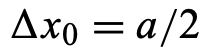 Δx₀ = a/2